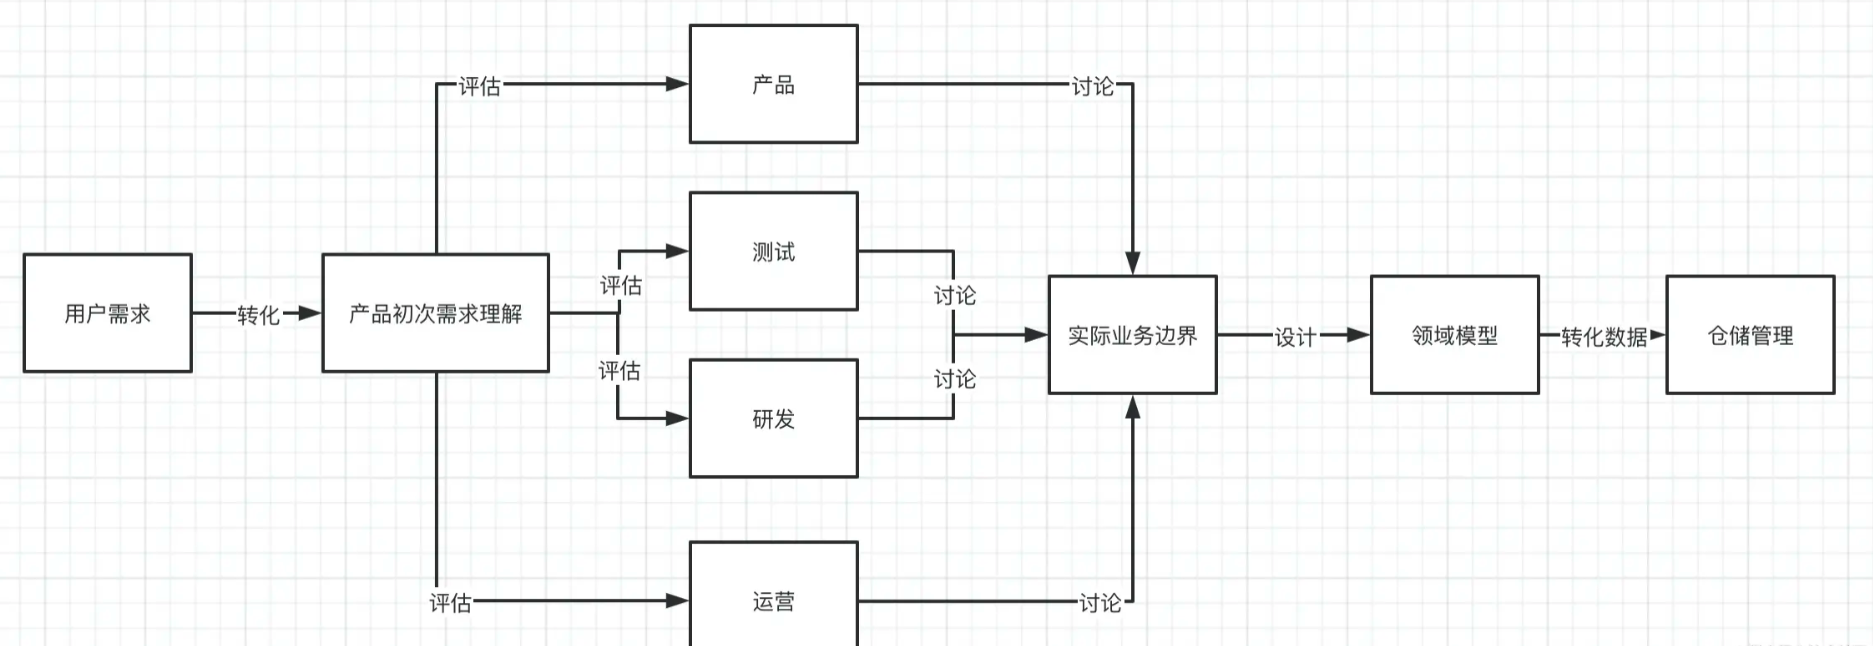 评估
产品
讨论
用户需求
转化
产品初次需求理解
评估
测试
讨论
评估
研发
讨论
实际业务边界
设计
领域模型
转化数据
仓储管理
评估
运营
讨论